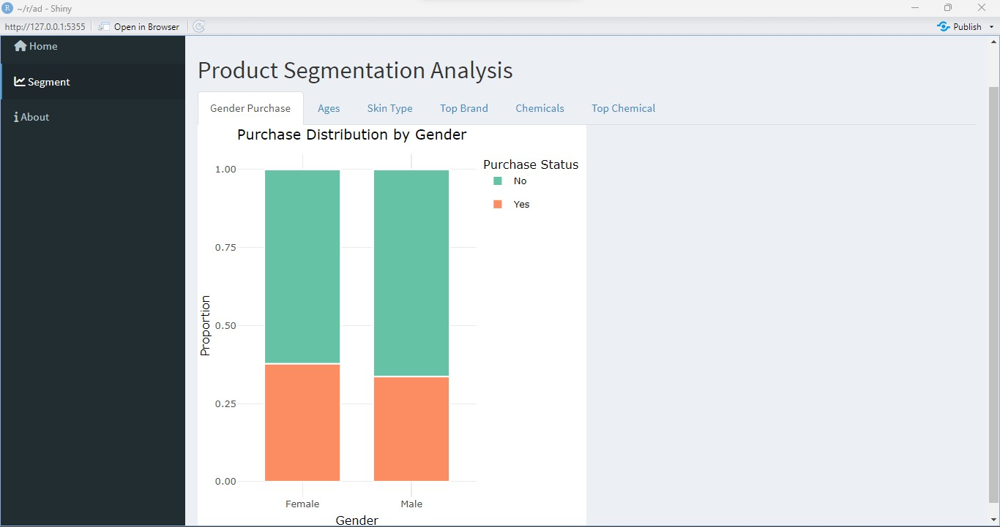 ~/r/ad - Shiny
http://127.0.0.1:5355 Open in Browser Publish
Home
Segment
About
Product Segmentation Analysis
Gender Purchase Ages Skin Type Top Brand Chemicals Top Chemical
Purchase Distribution by Gender
Purchase Status
No
Yes
1.00
0.75
0.50
0.25
0.00
Proportion
Female Male
Gender